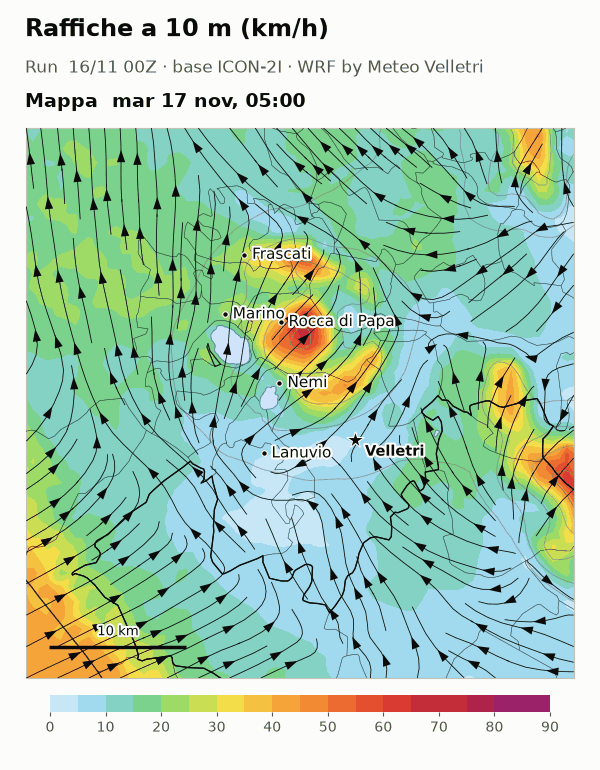 Raffiche a 10 m (km/h)
Run  16/11 00Z · base ICON-2I · WRF by Meteo Velletri
Mappa  mar 17 nov, 05:00
Frascati
Marino
Rocca di Papa
Nemi
Lanuvio
Velletri
10 km
0 10 20 30 40 50 60 70 80 90